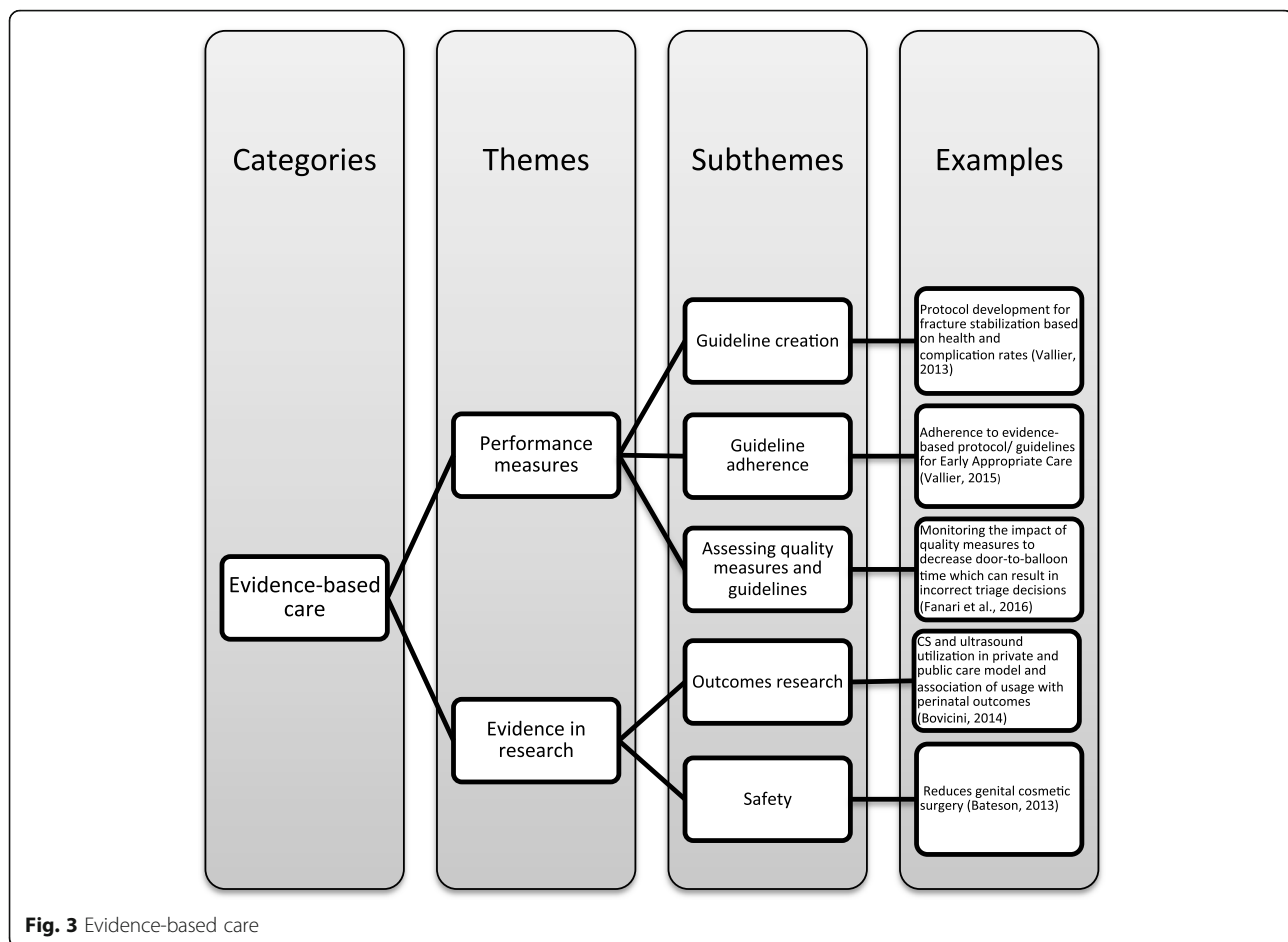 Categories
Themes
Subthemes
Examples
Evidence-based
care
Performance
measures
Evidence in
research
Guideline creation
Guideline
adherence
Assessing quality
measures and
guidelines
Outcomes research
Safety
Protocol development for
fracture stabilization based
on health and
complication rates (Vallier,
2013)
Adherence to evidence-
based protocol/ guidelines
for Early Appropriate Care
(Vallier, 2015)
Monitoring the impact of
quality measures to
decrease door-to-balloon
time which can result in
incorrect triage decisions
(Fanari et al., 2016)
CS and ultrasound
utilization in private and
public care model and
association of usage with
perinatal outcomes
(Bovicini, 2014)
Reduces genital cosmetic
surgery (Bateson, 2013)
Fig. 3 Evidence-based care